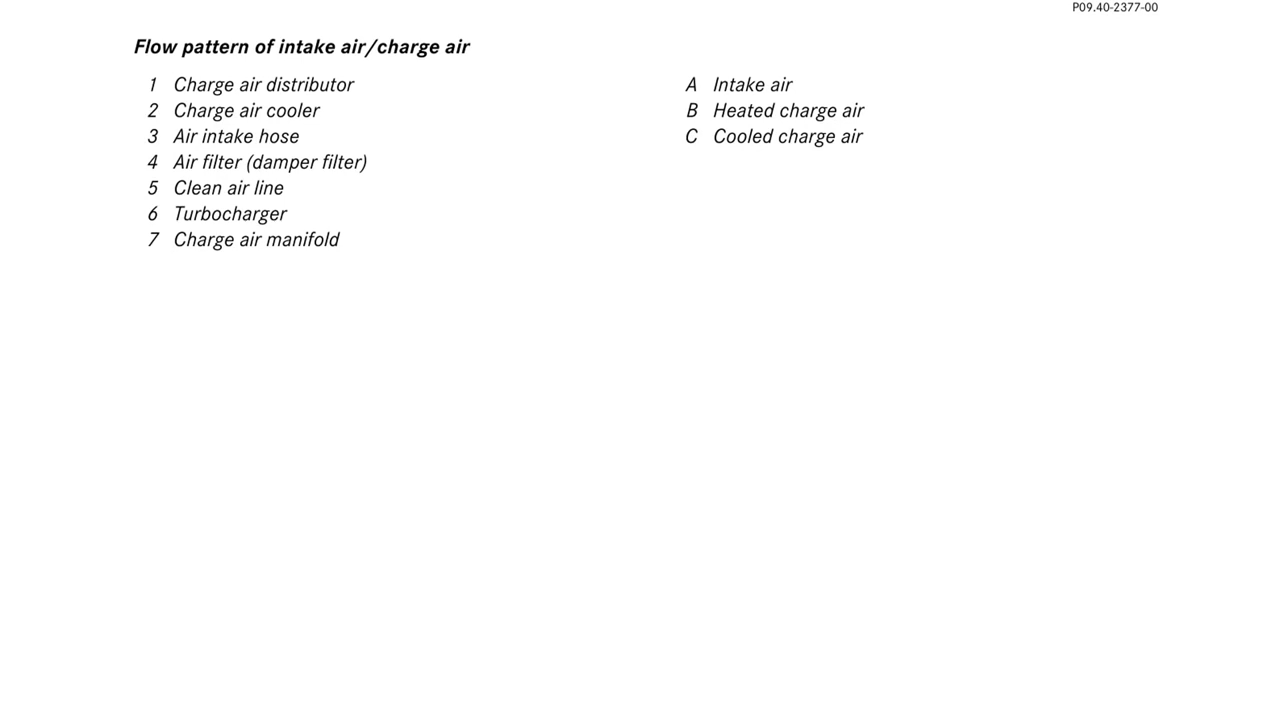 P09.40-2377-00
Flow pattern of intake air/charge air
1 Charge air distributor
2 Charge air cooler
3 Air intake hose
4 Air filter (damper filter)
5 Clean air line
6 Turbocharger
7 Charge air manifold
A Intake air
B Heated charge air
C Cooled charge air